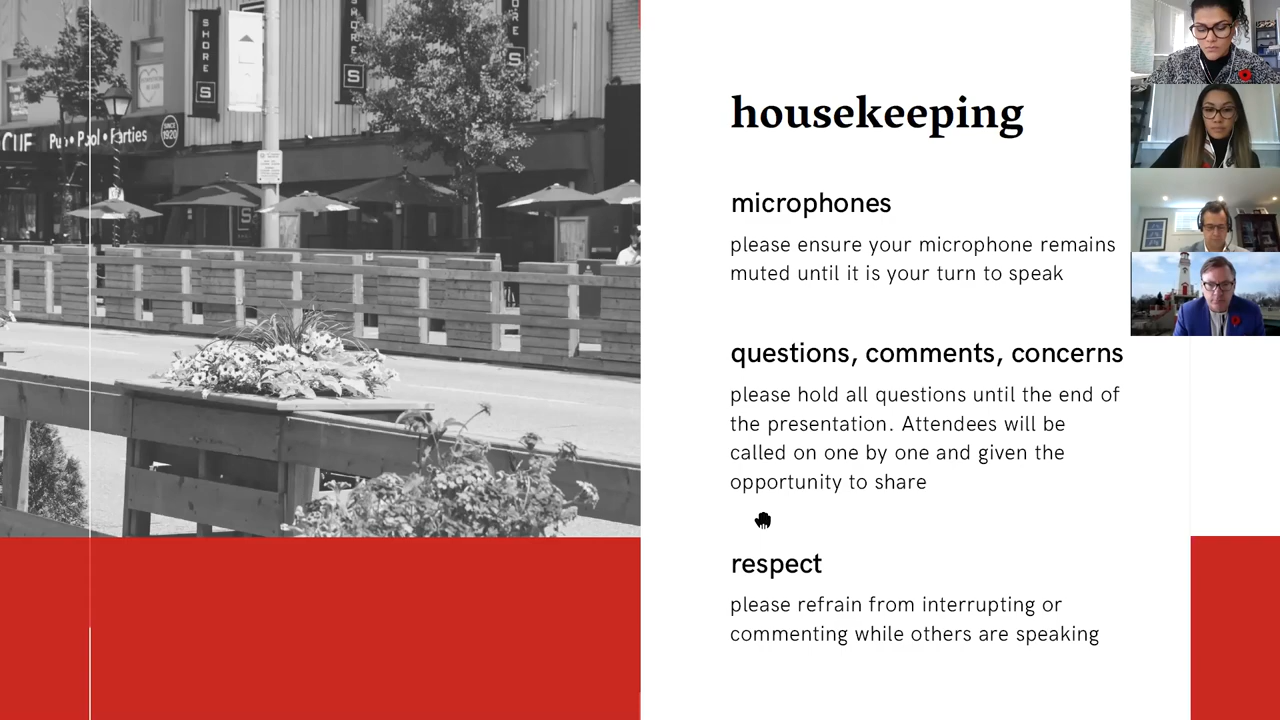 SHORE
S
SHORE
S
SHORE
S
CUE Pub • Pool • Parties
SINCE
1920
S
housekeeping
microphones
please ensure your microphone remains
muted until it is your turn to speak
questions, comments, concerns
please hold all questions until the end of
the presentation. Attendees will be
called on one by one and given the
opportunity to share
respect
please refrain from interrupting or
commenting while others are speaking